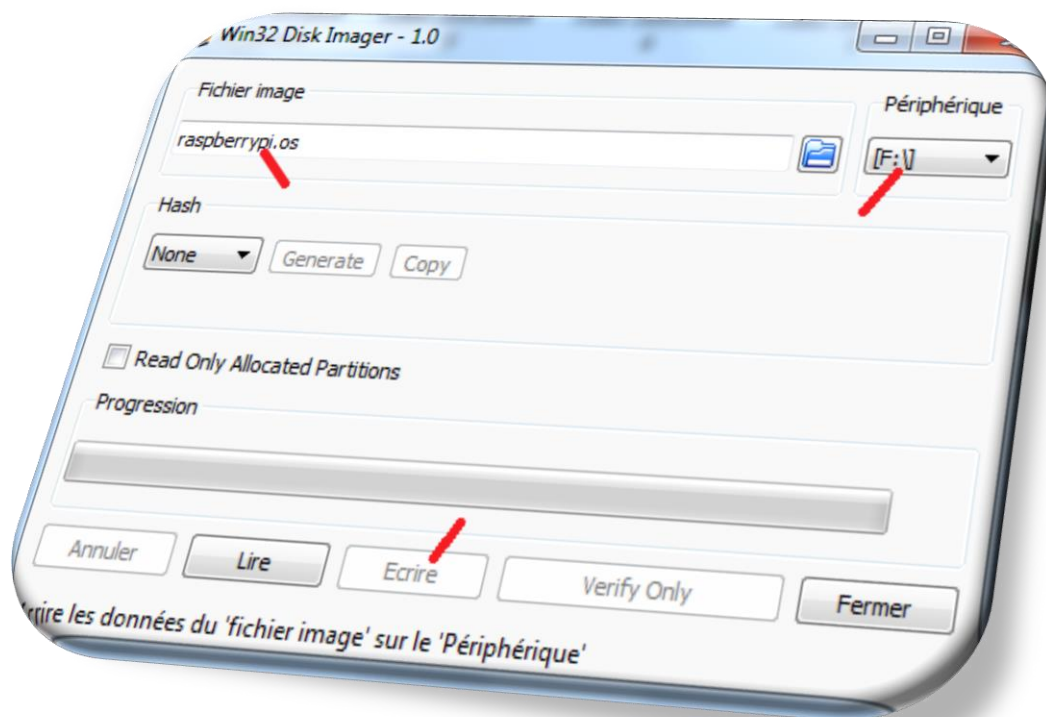 Win32 Disk Imager - 1.0
Fichier image
Périphérique
raspberrypi.os
[F:\]
Hash
None
Generate
Copy
Read Only Allocated Partitions
Progression
Annuler
Lire
Ecrire
Verify Only
Fermer
les données du 'fichier image' sur le 'Périphérique'